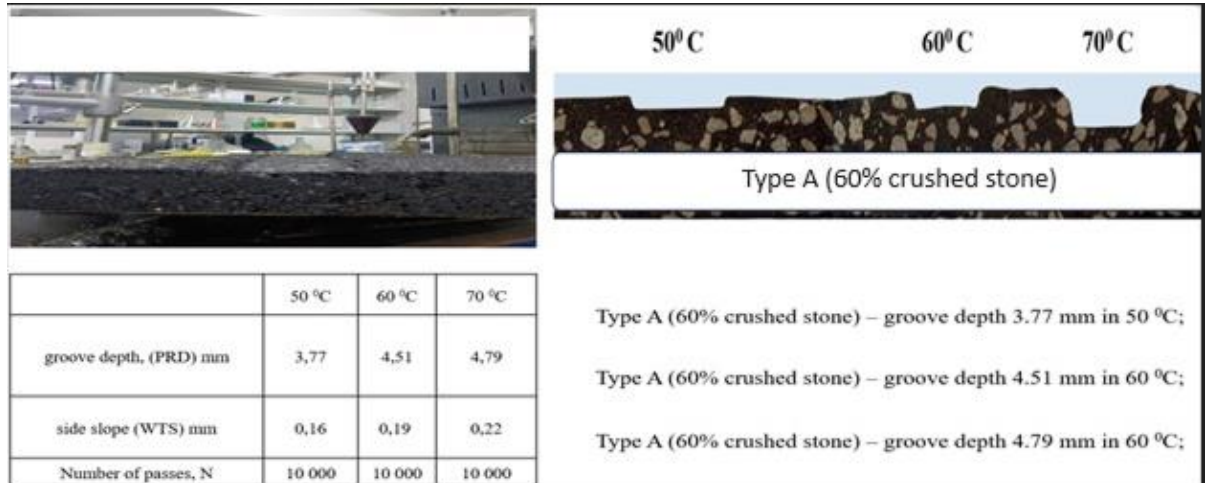 50⁰ C 60⁰ C 70⁰ C
Type A (60% crushed stone)
50 ⁰C 60 ⁰C 70 ⁰C
groove depth, (PRD) mm 3,77 4,51 4,79
side slope (WTS) mm 0,16 0,19 0,22
Number of passes, N 10 000 10 000 10 000
Type A (60% crushed stone) – groove depth 3.77 mm in 50 ⁰C;
Type A (60% crushed stone) – groove depth 4.51 mm in 60 ⁰C;
Type A (60% crushed stone) – groove depth 4.79 mm in 60 ⁰C;